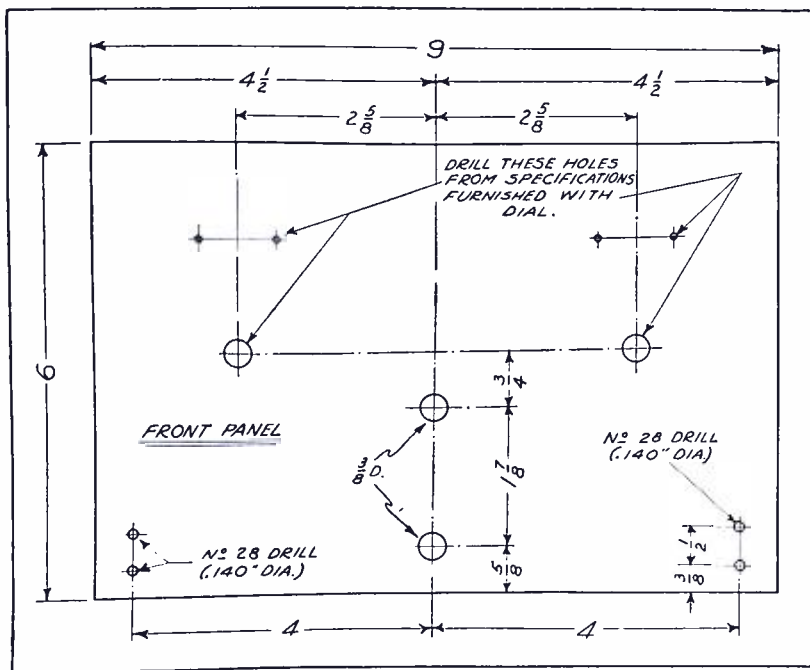 9
4 1/2
4 1/2
2 5/8
2 5/8
DRILL THESE HOLES
FROM SPECIFICATIONS
FURNISHED WITH
DIAL.
6
3/4
FRONT PANEL
3/8 D.
1 7/8
Nº 28 DRILL
(.140" DIA.)
Nº 28 DRILL
(.140" DIA.)
5/8
1/2
3/8
4
4